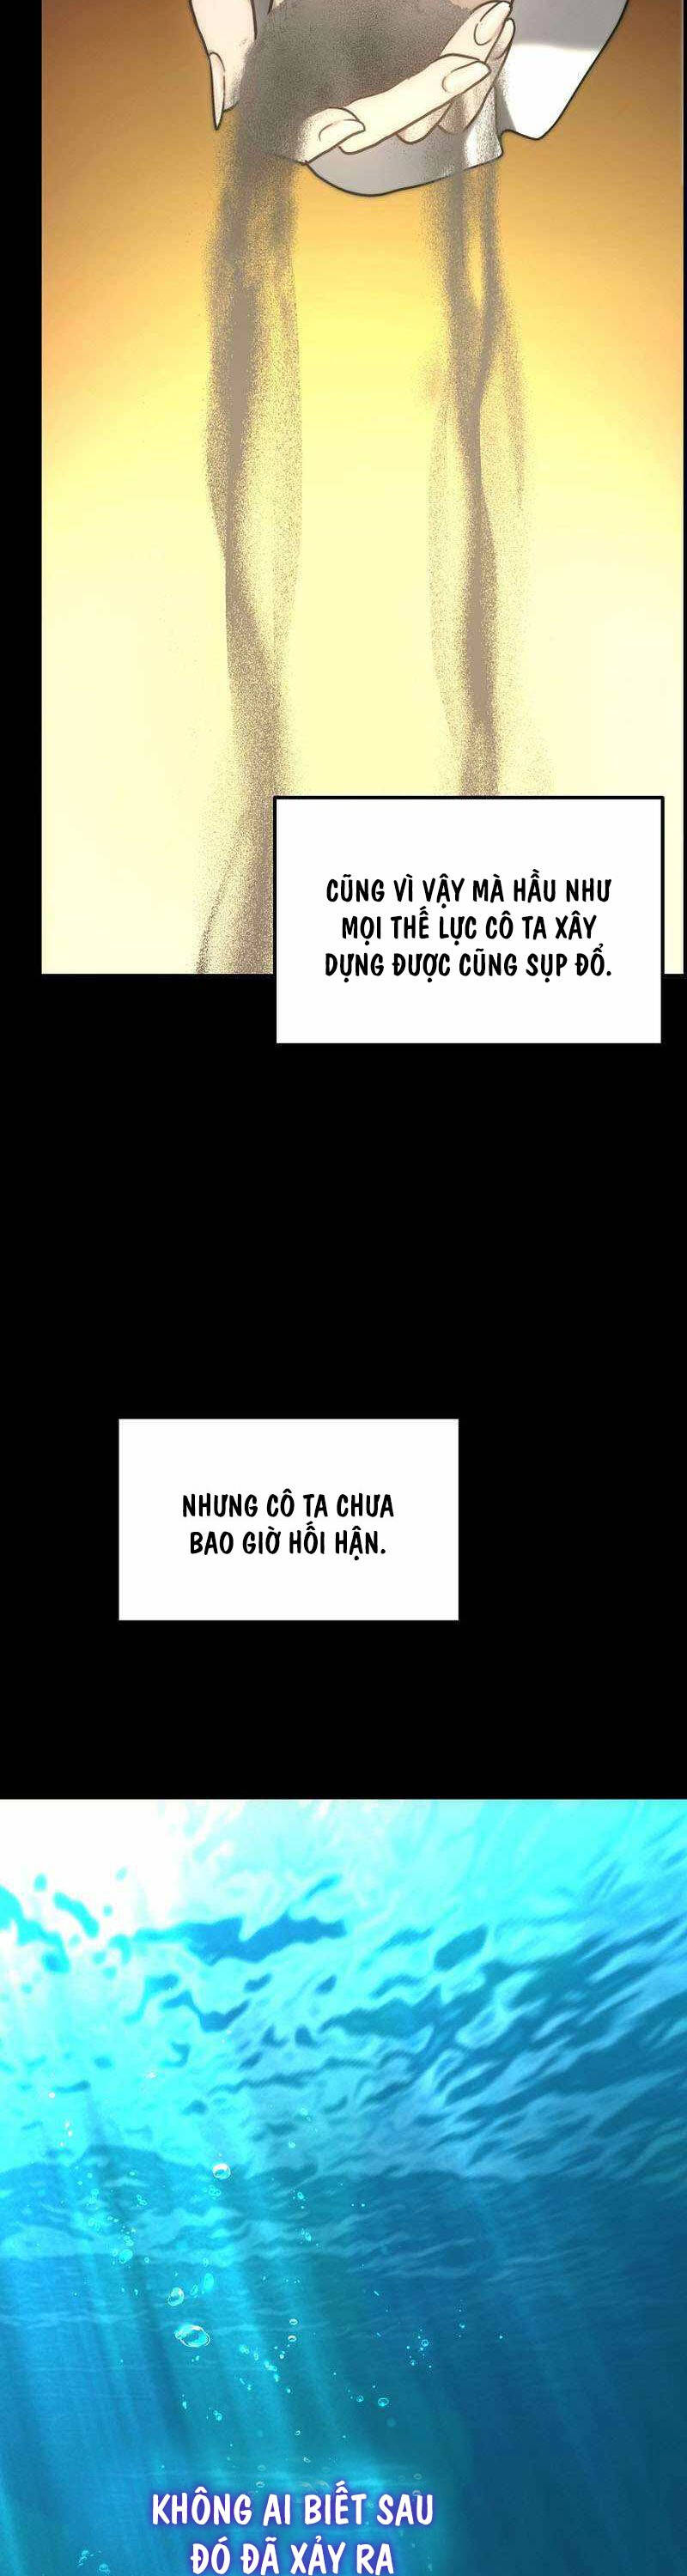 CŨNG VÌ VẬY MÀ HẦU NHƯ
MỌI THẾ LỰC CÔ TA XÂY
DỰNG ĐƯỢC CŨNG SỤP ĐỔ.
NHƯNG CÔ TA CHƯA
BAO GIỜ HỐI HẬN.
KHÔNG AI BIẾT SAU
ĐÓ ĐÃ XẢY RA